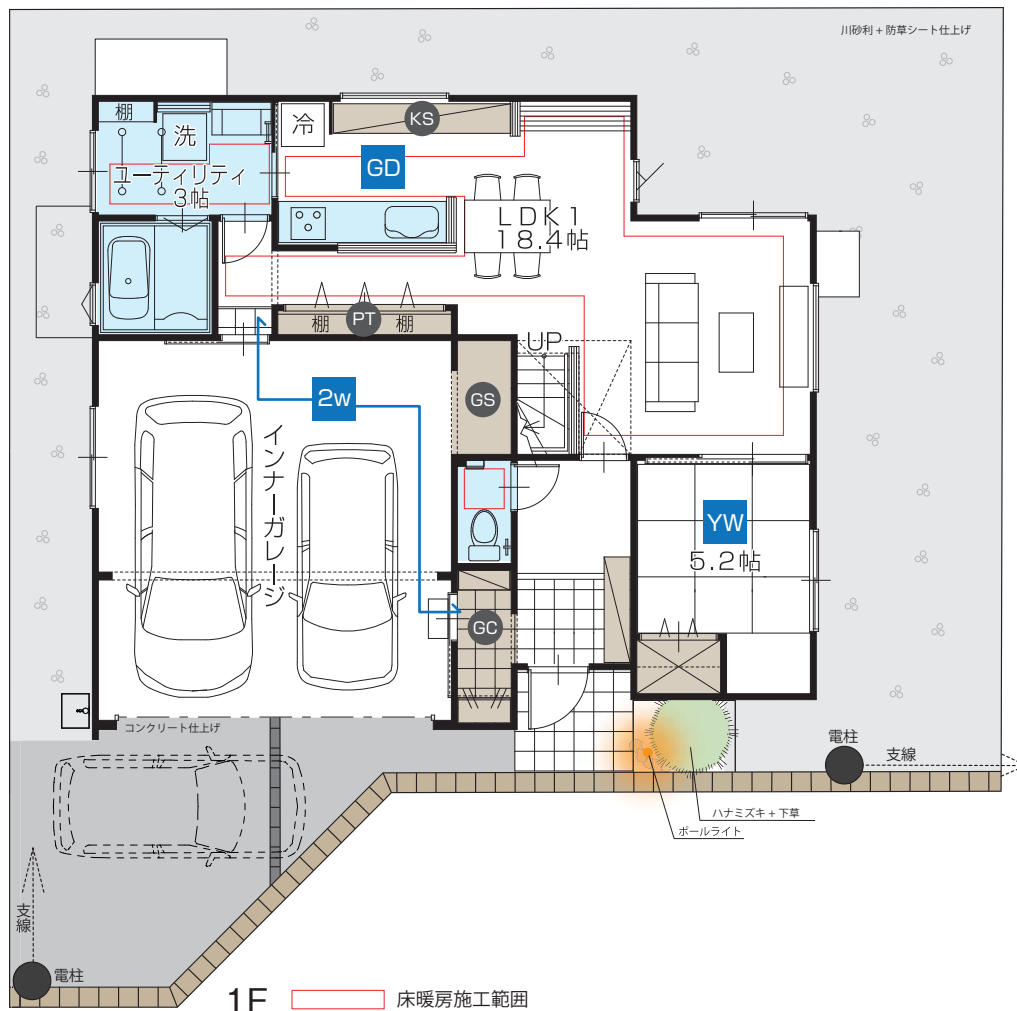 川砂利＋防草シート仕上げ
棚
洗
冷
KS
ユーティリティ
3帖
GD
LDK1
18.4帖
棚
PT
棚
UP
2w
GS
インナーガレージ
YW
5.2帖
GC
コンクリート仕上げ
電柱
支線
ハナミズキ＋下草
ポールライト
支線
電柱
1F
床暖房施工範囲